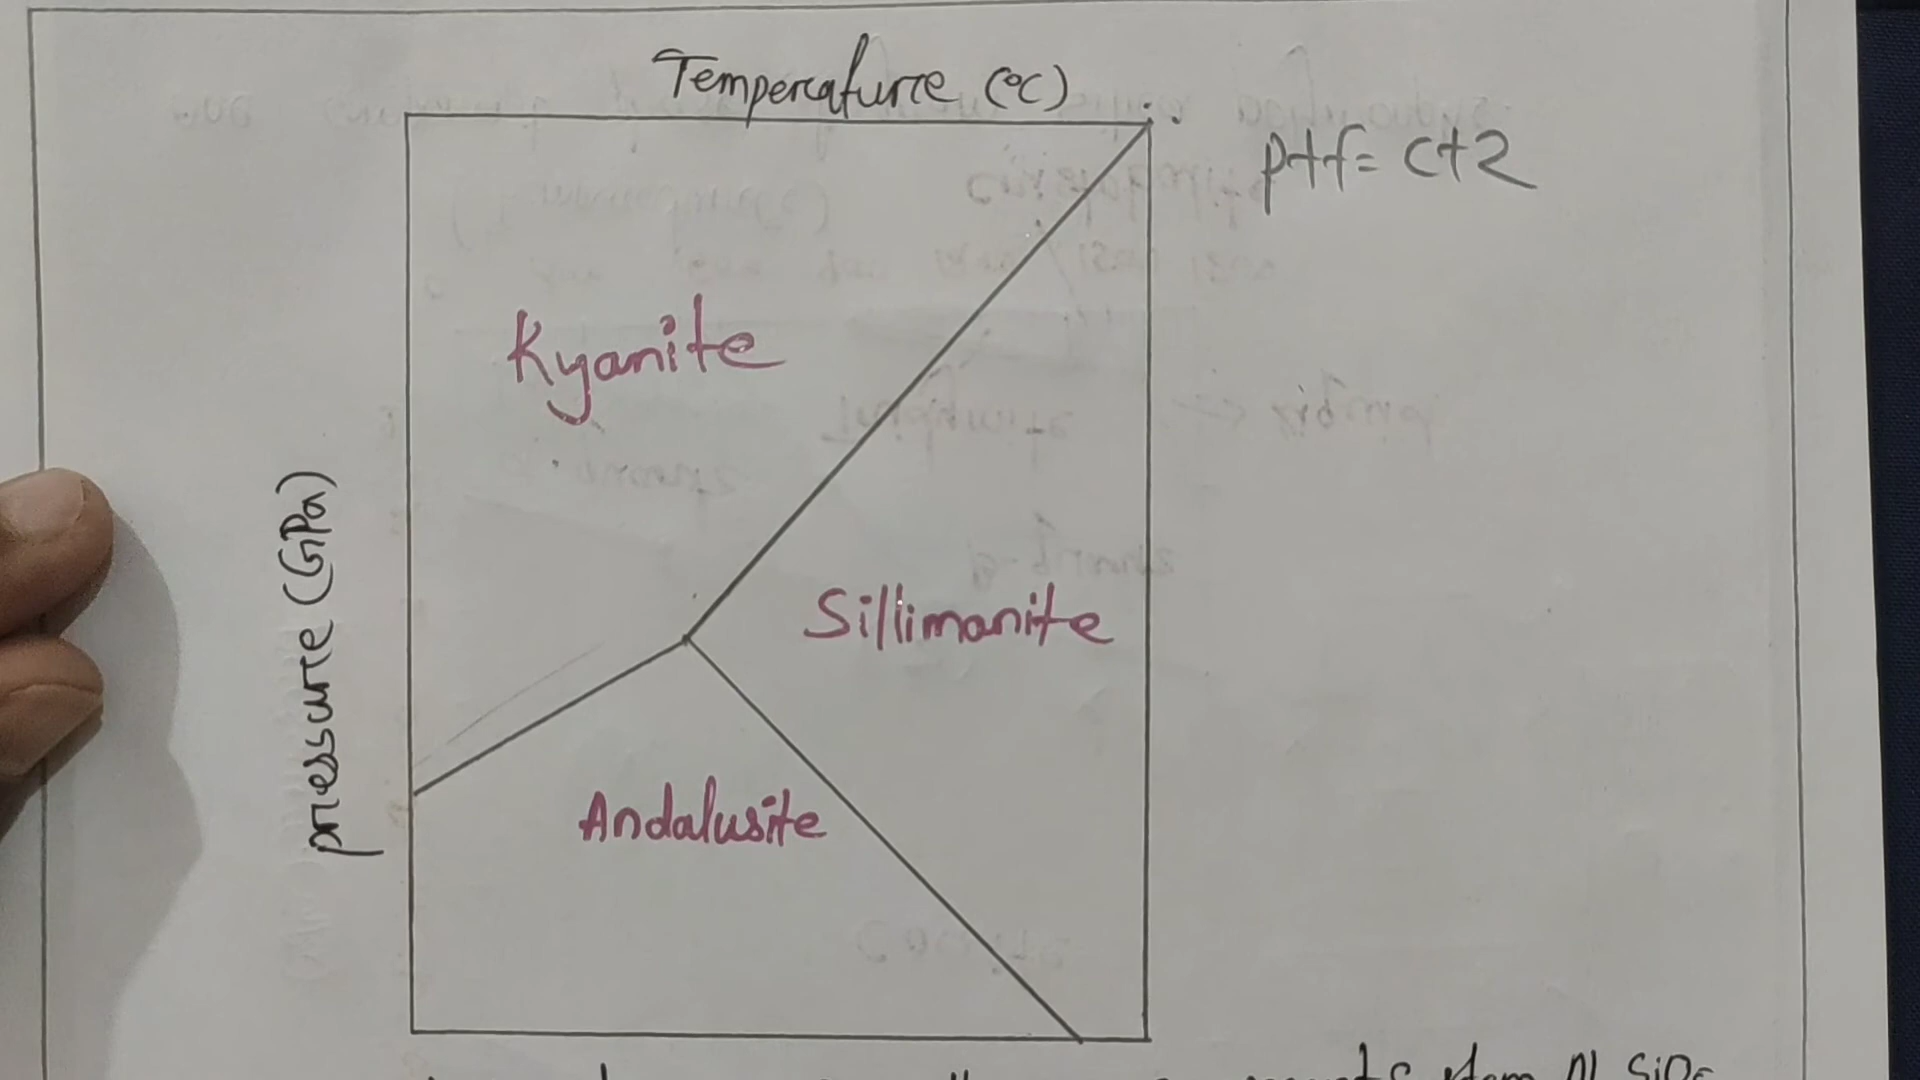 Temperature (°C)
p+f= c+2
Kyanite
pressure (GPa)
Sillimanite
Andalusite